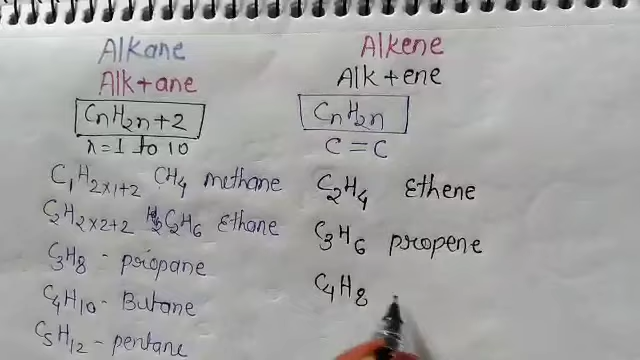 Alkane
Alk+ane
CnH2n+2
n=1 to 10
C1H2x1+2 CH4 methane
C2H2x2+2 C2H6 Ethane
C3H8 - propane
C4H10 - Butane
C5H12 - pentane
Alkene
Alk+ene
CnH2n
C=C
C2H4 Ethene
C3H6 propene
C4H8